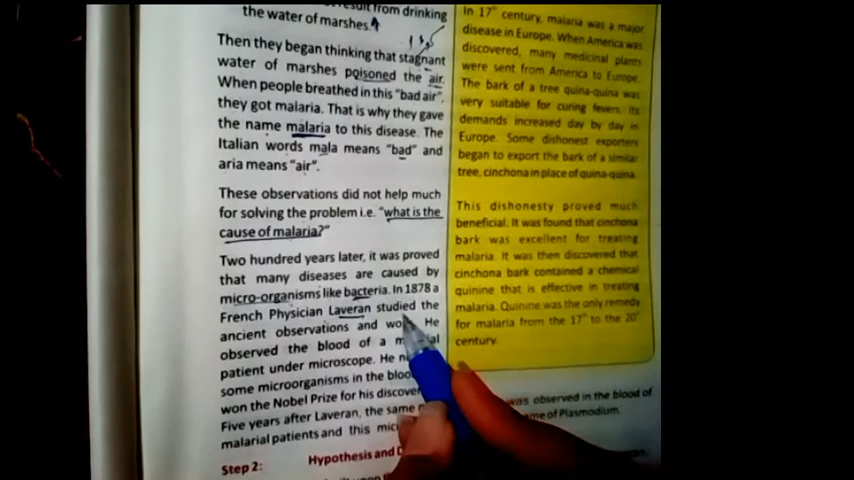 result from drinking
the water of marshes.
Then they began thinking that stagnant
water of marshes poisoned the air.
When people breathed in this "bad air",
they got malaria. That is why they gave
the name malaria to this disease. The
Italian words mala means "bad" and
aria means "air".
These observations did not help much
for solving the problem i.e. "what is the
cause of malaria?"
Two hundred years later, it was proved
that many diseases are caused by
micro-organisms like bacteria. In 1878 a
French Physician Laveran studied the
ancient observations and He
observed the blood of a
patient under microscope. He
some microorganisms in the
won the Nobel Prize for his
Five years after Laveran, the same
malarial patients and this
Step 2: Hypothesis and
In 17th century, malaria was a major
disease in Europe. When America was
discovered, many medicinal plants
were sent from America to Europe.
The bark of a tree quina-quina was
very suitable for curing fevers. Its
demands increased day by day in
Europe. Some dishonest exporters
began to export the bark of a similar
tree, cinchona in place of quina-quina.
This dishonesty proved much
beneficial. It was found that cinchona
bark was excellent for treating
malaria. It was then discovered that
cinchona bark contained a chemical
quinine that is effective in treating
malaria. Quinine was the only remedy
for malaria from the 17th to the 20th
century.
was observed in the blood of
of Plasmodium.